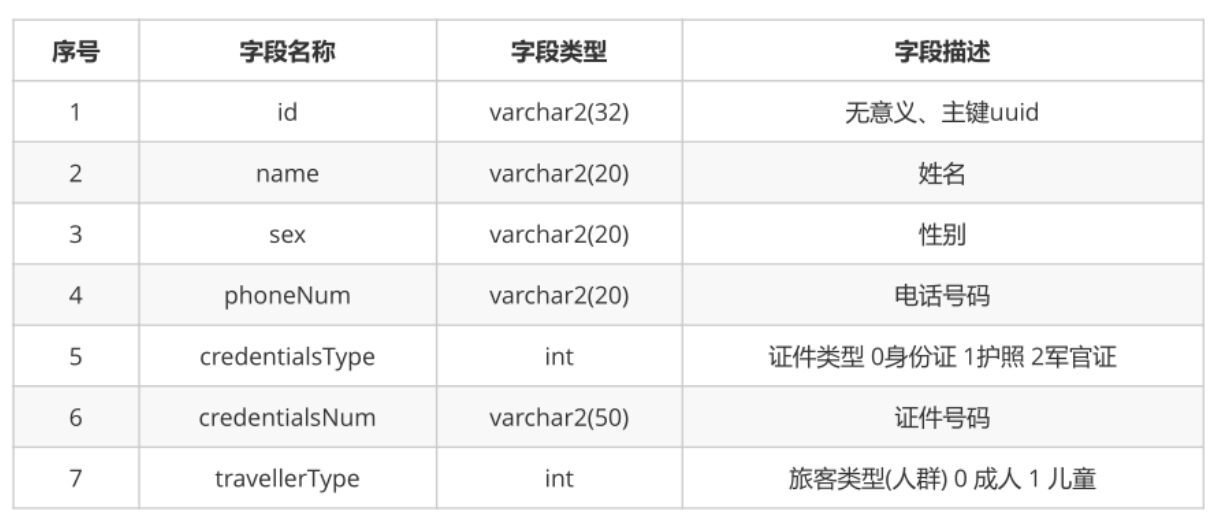 序号 字段名称 字段类型 字段描述
1 id varchar2(32) 无意义、主键uuid
2 name varchar2(20) 姓名
3 sex varchar2(20) 性别
4 phoneNum varchar2(20) 电话号码
5 credentialsType int 证件类型 0身份证 1护照 2军官证
6 credentialsNum varchar2(50) 证件号码
7 travellerType int 旅客类型(人群) 0 成人 1 儿童